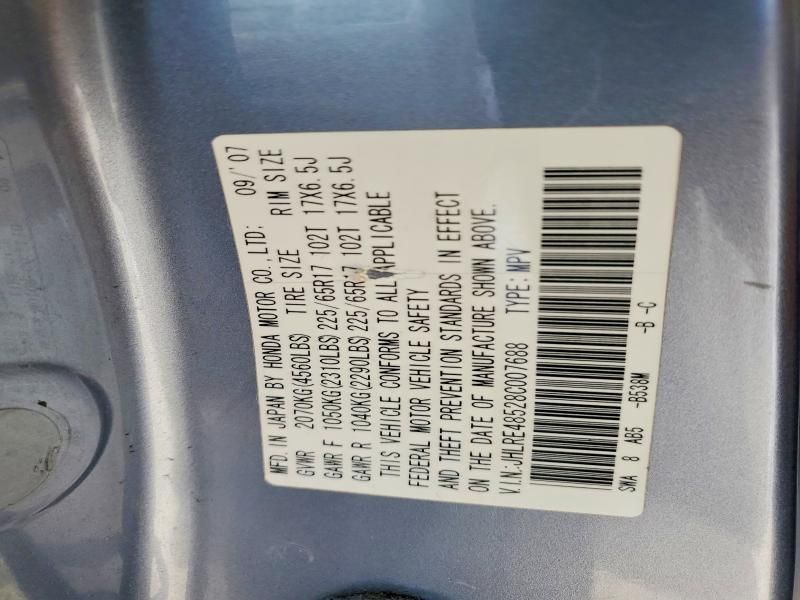 MFD. IN JAPAN BY HONDA MOTOR CO., LTD; 09/'07
GVWR 2070KG(4560LBS) TIRE SIZE RIM SIZE
GAWR F 1050KG(2310LBS) 225/65R17 102T 17X6.5J
GAWR R 1040KG(2290LBS) 225/65R17 102T 17X6.5J
THIS VEHICLE CONFORMS TO ALL APPLICABLE
FEDERAL MOTOR VEHICLE SAFETY
AND THEFT PREVENTION STANDARDS IN EFFECT
ON THE DATE OF MANUFACTURE SHOWN ABOVE.
V.I.N:JHLRE48528C007688 TYPE: MPV
SWA 8 AB5 -B538M -B -C